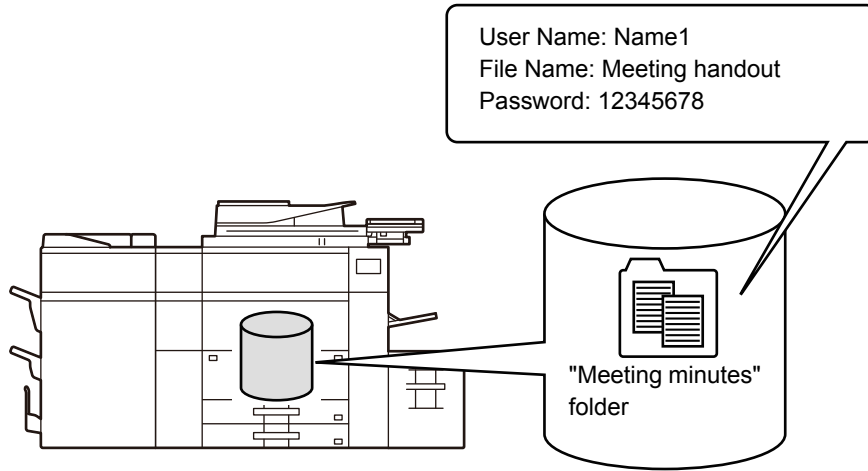 User Name: Name1
File Name: Meeting handout
Password: 12345678
"Meeting minutes"
folder